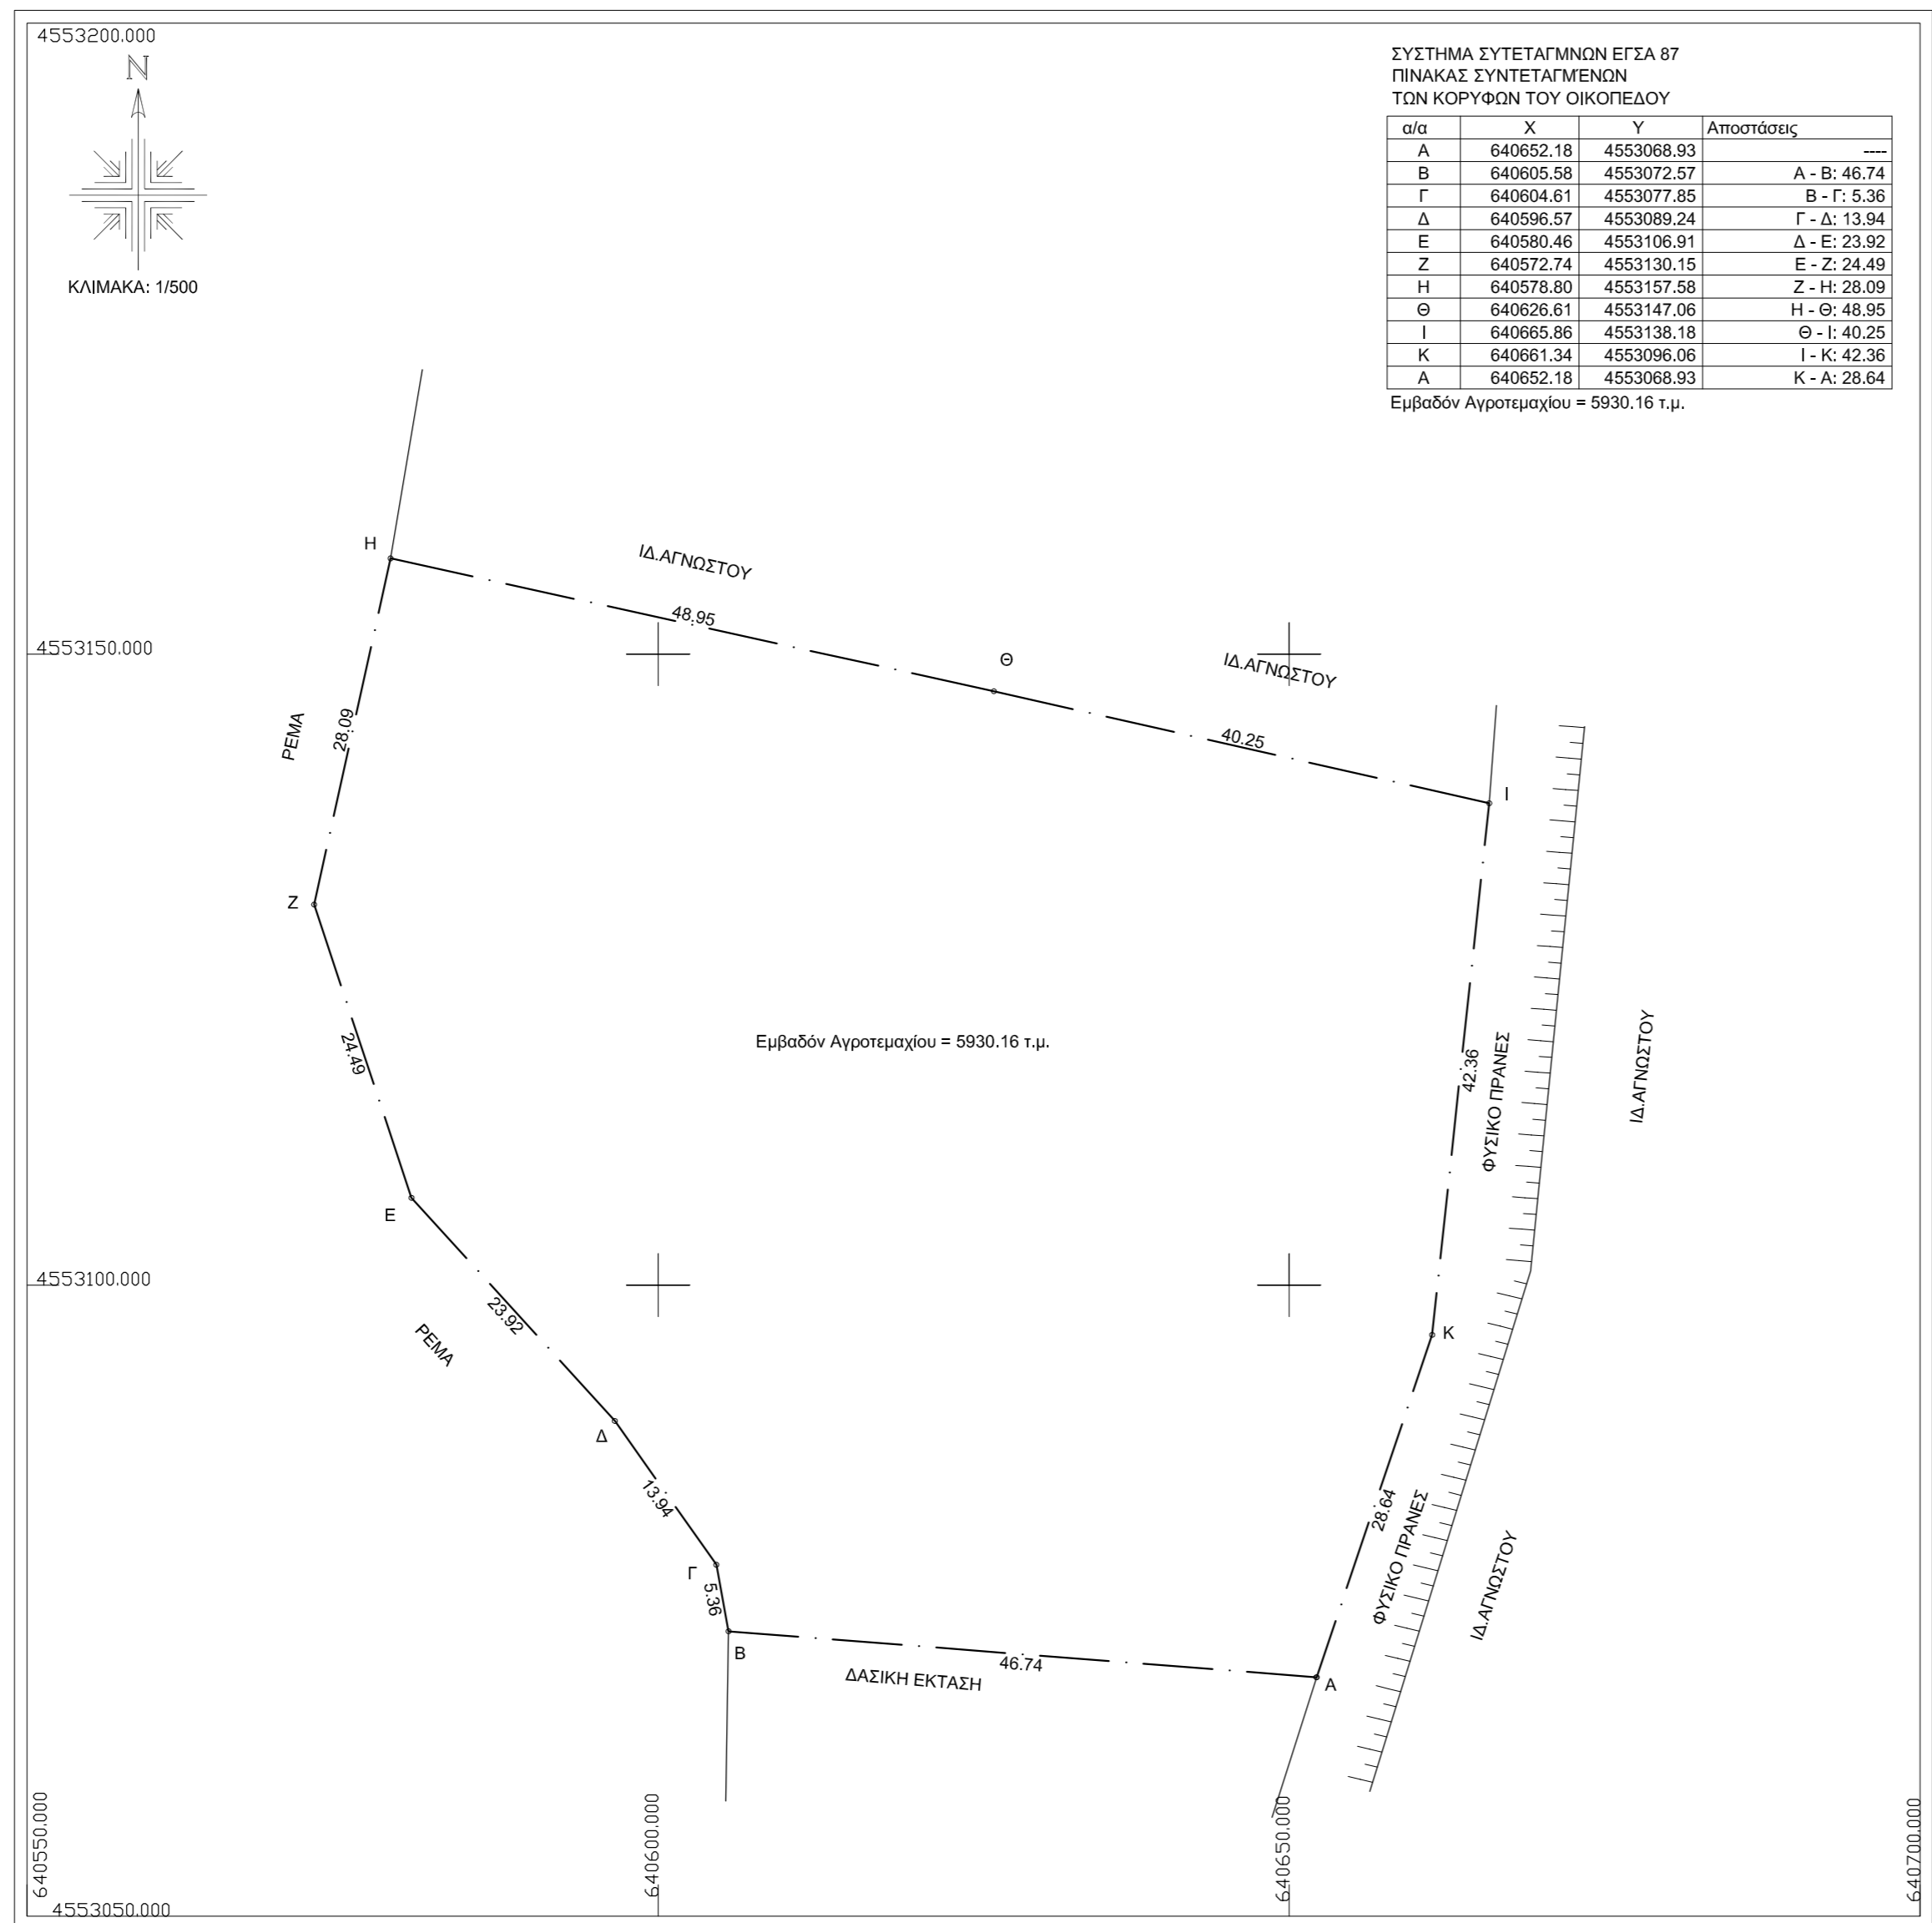 4553200.000
N
ΚΛΙΜΑΚΑ: 1/500
ΣΥΣΤΗΜΑ ΣΥΤΕΤΑΓΜΝΩΝ ΕΓΣΑ 87
ΠΙΝΑΚΑΣ ΣΥΝΤΕΤΑΓΜΈΝΩΝ
ΤΩΝ ΚΟΡΥΦΩΝ ΤΟΥ ΟΙΚΟΠΕΔΟΥ
α/α X Y Αποστάσεις
Α 640652.18 4553068.93 ----
Β 640605.58 4553072.57 Α - Β: 46.74
Γ 640604.61 4553077.85 Β - Γ: 5.36
Δ 640596.57 4553089.24 Γ - Δ: 13.94
Ε 640580.46 4553106.91 Δ - Ε: 23.92
Ζ 640572.74 4553130.15 Ε - Ζ: 24.49
Η 640578.80 4553157.58 Ζ - Η: 28.09
Θ 640626.61 4553147.06 Η - Θ: 48.95
Ι 640665.86 4553138.18 Θ - Ι: 40.25
Κ 640661.34 4553096.06 Ι - Κ: 42.36
Α 640652.18 4553068.93 Κ - Α: 28.64
Εμβαδόν Αγροτεμαχίου = 5930.16 τ.μ.
Η
ΙΔ.ΑΓΝΩΣΤΟΥ
48.95
4553150.000
Θ
ΙΔ.ΑΓΝΩΣΤΟΥ
ΡΕΜΑ
28.09
40.25
Ι
Ζ
24.49
Εμβαδόν Αγροτεμαχίου = 5930.16 τ.μ.
42.36
ΦΥΣΙΚΟ ΠΡΑΝΕΣ
ΙΔ.ΑΓΝΩΣΤΟΥ
Ε
4553100.000
23.92
ΡΕΜΑ
Κ
Δ
13.94
28.64
ΦΥΣΙΚΟ ΠΡΑΝΕΣ
ΙΔ.ΑΓΝΩΣΤΟΥ
Γ
5.36
Β
46.74
ΔΑΣΙΚΗ ΕΚΤΑΣΗ
Α
640550.000
640600.000
640650.000
640700.000
4553050.000